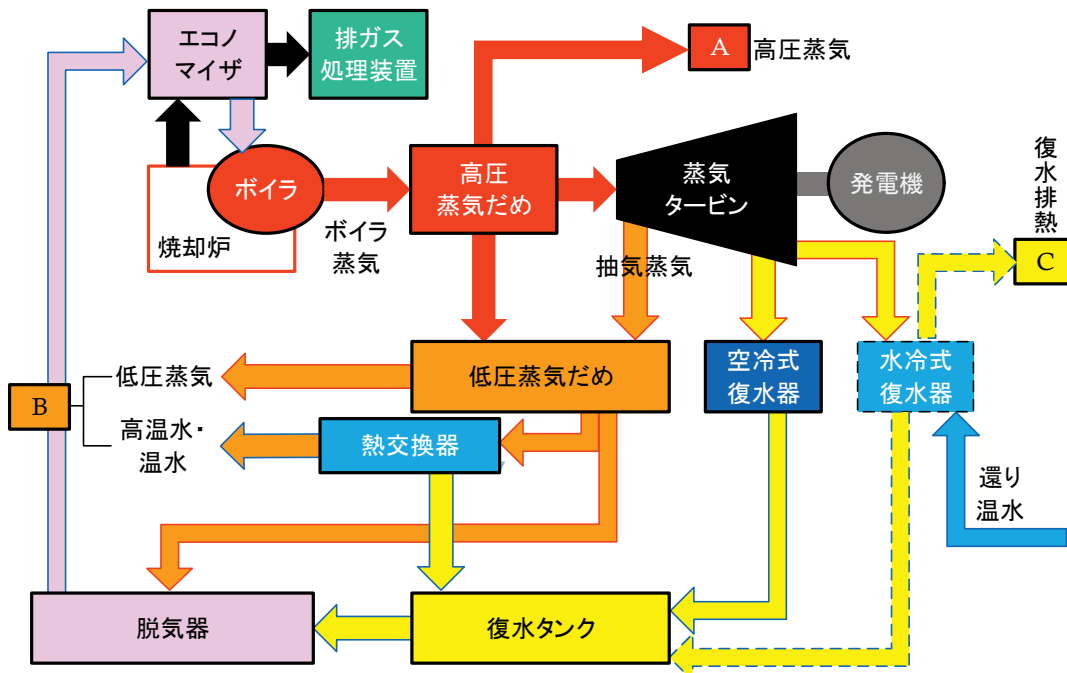 エコノ
マイザ
排ガス
処理装置
A
高圧蒸気
ボイラ
焼却炉
ボイラ
蒸気
高圧
蒸気だめ
蒸気
タービン
発電機
復水排熱
C
抽気蒸気
低圧蒸気だめ
空冷式
復水器
水冷式
復水器
B
低圧蒸気
高温水・
温水
熱交換器
還り
温水
脱気器
復水タンク